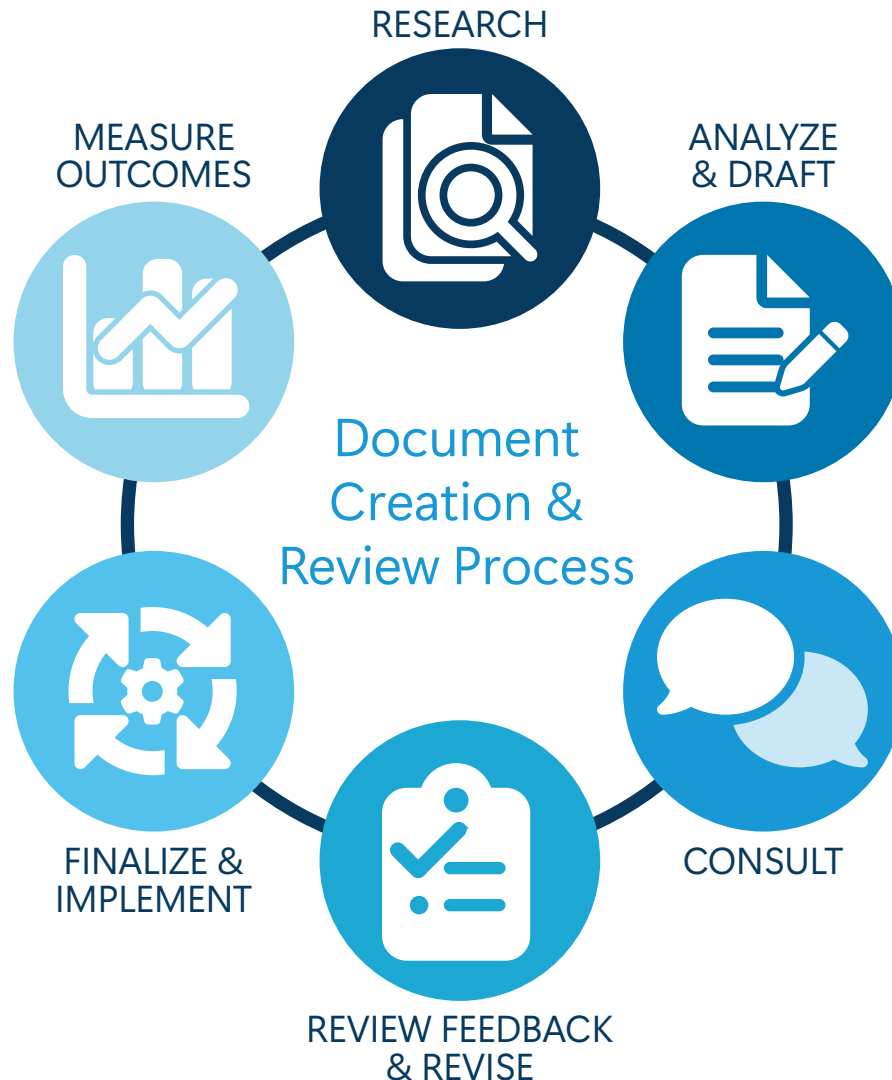 RESEARCH
ANALYZE
& DRAFT
CONSULT
REVIEW FEEDBACK
& REVISE
FINALIZE &
IMPLEMENT
MEASURE
OUTCOMES
Document
Creation &
Review Process